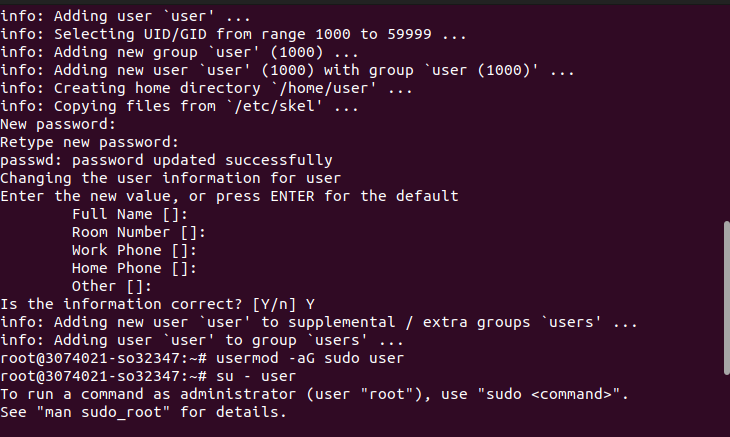 info: Adding user `user' ...
info: Selecting UID/GID from range 1000 to 59999 ...
info: Adding new group `user' (1000) ...
info: Adding new user `user' (1000) with group `user (1000)' ...
info: Creating home directory `/home/user' ...
info: Copying files from `/etc/skel' ...
New password:
Retype new password:
passwd: password updated successfully
Changing the user information for user
Enter the new value, or press ENTER for the default
        Full Name []:
        Room Number []:
        Work Phone []:
        Home Phone []:
        Other []:
Is the information correct? [Y/n] Y
info: Adding new user `user' to supplemental / extra groups `users' ...
info: Adding user `user' to group `users' ...
root@3074021-so32347:~# usermod -aG sudo user
root@3074021-so32347:~# su - user
To run a command as administrator (user "root"), use "sudo <command>".
See "man sudo_root" for details.